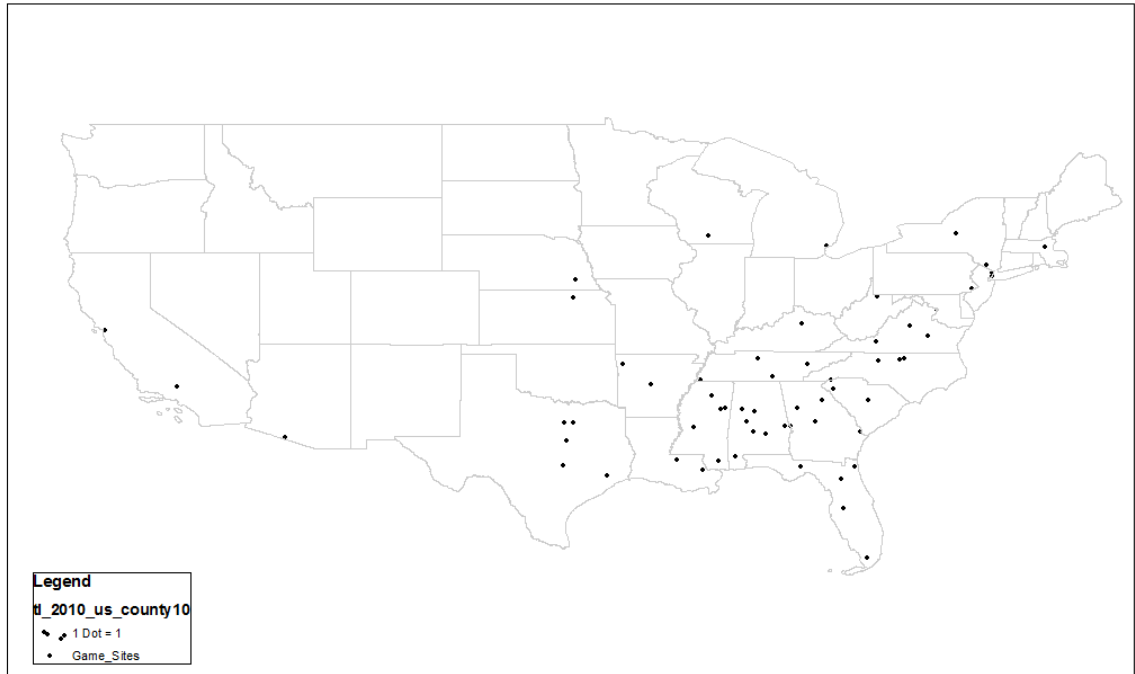 Legend
tl_2010_us_county10
1 Dot = 1
Game_Sites